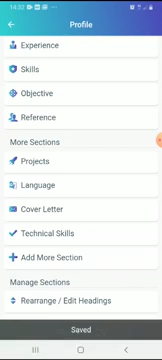 14:32
Profile
Experience
Skills
Objective
Reference
More Sections
Projects
Language
Cover Letter
Technical Skills
Add More Section
Manage Sections
Rearrange / Edit Headings
Saved